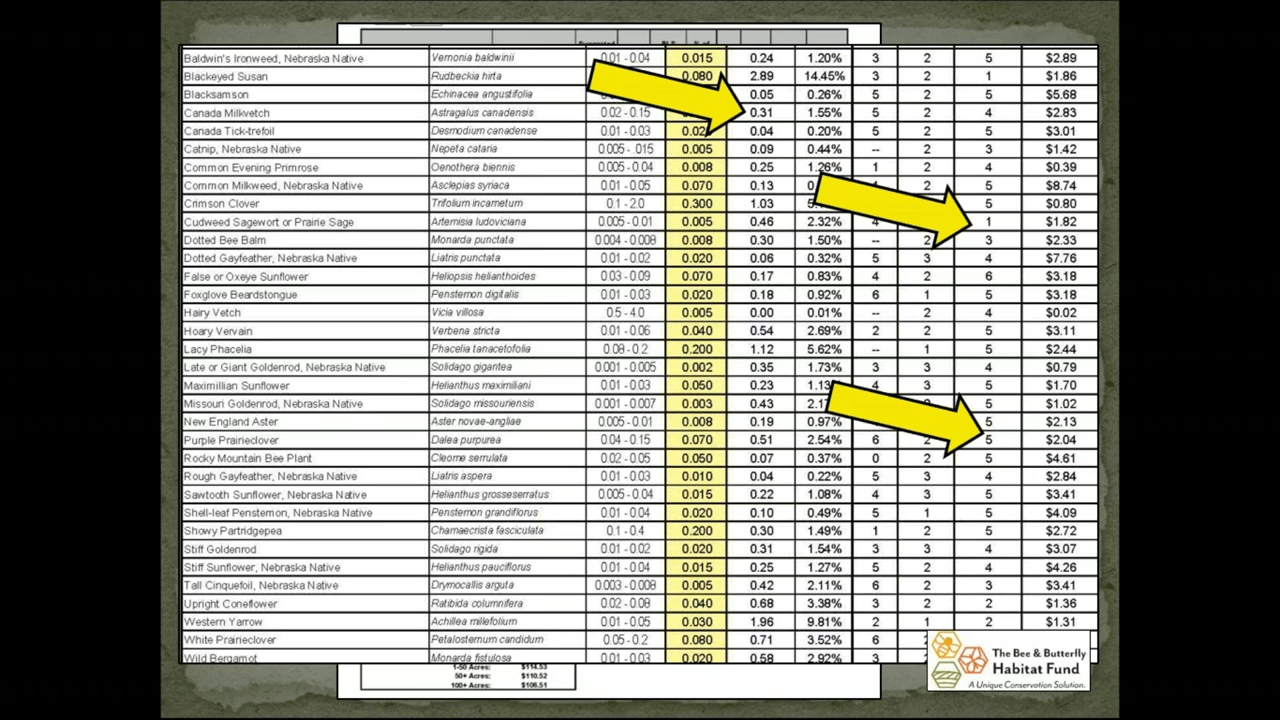 Baldwin's Ironweed, Nebraska Native Vernonia baldwinii 0.01 - 0.04 0.015 0.24 1.20% 3 2 5 $2.89
Blackeyed Susan Rudbeckia hirta 0.080 2.89 14.45% 3 2 1 $1.86
Blacksamson Echinacea angustifolia 0.05 0.26% 5 2 5 $5.68
Canada Milkvetch Astragalus canadensis 0.02 - 0.15 0.31 1.55% 5 2 4 $2.83
Canada Tick-trefoil Desmodium canadense 0.01 - 0.03 0.04 0.20% 5 2 5 $3.01
Catnip, Nebraska Native Nepeta cataria 0.005 - .015 0.005 0.09 0.44% -- 2 3 $1.42
Common Evening Primrose Oenothera biennis 0.005 - 0.04 0.008 0.25 1.26% 1 2 4 $0.39
Common Milkweed, Nebraska Native Asclepias syriaca 0.01 - 0.05 0.070 0.13 2 5 $8.74
Crimson Clover Trifolium incarnetum 0.1 - 2.0 0.300 1.03 5 $0.80
Cudweed Sagewort or Prairie Sage Artemisia ludoviciana 0.005 - 0.01 0.005 0.46 2.32% 4 1 $1.82
Dotted Bee Balm Monarda punctata 0.004 - 0.008 0.008 0.30 1.50% -- 2 3 $2.33
Dotted Gayfeather, Nebraska Native Liatris punctata 0.01 - 0.02 0.020 0.06 0.32% 5 3 4 $7.76
False or Oxeye Sunflower Heliopsis helianthoides 0.03 - 0.09 0.070 0.17 0.83% 4 2 6 $3.18
Foxglove Beardstongue Penstemon digitalis 0.01 - 0.03 0.020 0.18 0.92% 6 1 5 $3.18
Hairy Vetch Vicia villosa 0.5 - 4.0 0.005 0.00 0.01% -- 2 4 $0.02
Hoary Vervain Verbena stricta 0.01 - 0.06 0.040 0.54 2.69% 2 2 5 $3.11
Lacy Phacelia Phacelia tanacetofolia 0.08 - 0.2 0.200 1.12 5.62% -- 1 5 $2.44
Late or Giant Goldenrod, Nebraska Native Solidago gigantea 0.001 - 0.005 0.002 0.35 1.73% 3 3 4 $0.79
Maximillian Sunflower Helianthus maximiliani 0.01 - 0.03 0.050 0.23 1.13% 4 3 5 $1.70
Missouri Goldenrod, Nebraska Native Solidago missouriensis 0.001 - 0.007 0.003 0.43 5 $1.02
New England Aster Aster novae-angliae 0.005 - 0.01 0.008 0.19 0.97% 5 $2.13
Purple Prairieclover Dalea purpurea 0.04 - 0.15 0.070 0.51 2.54% 6 2 5 $2.04
Rocky Mountain Bee Plant Cleome serrulata 0.02 - 0.05 0.050 0.07 0.37% 0 2 5 $4.61
Rough Gayfeather, Nebraska Native Liatris aspera 0.01 - 0.03 0.010 0.04 0.22% 5 3 4 $2.84
Sawtooth Sunflower, Nebraska Native Helianthus grosseserratus 0.005 - 0.04 0.015 0.22 1.08% 4 3 5 $3.41
Shell-leaf Penstemon, Nebraska Native Penstemon grandiflorus 0.01 - 0.04 0.020 0.10 0.49% 5 1 5 $4.09
Showy Partridgepea Chamaecrista fasciculata 0.1 - 0.4 0.200 0.30 1.49% 1 2 5 $2.72
Stiff Goldenrod Solidago rigida 0.01 - 0.02 0.020 0.31 1.54% 3 3 4 $3.07
Stiff Sunflower, Nebraska Native Helianthus pauciflorus 0.01 - 0.04 0.015 0.25 1.27% 5 2 4 $4.26
Tall Cinquefoil, Nebraska Native Drymocallis arguta 0.003 - 0.008 0.005 0.42 2.11% 6 2 3 $3.41
Upright Coneflower Ratibida columnifera 0.02 - 0.08 0.040 0.68 3.38% 3 2 2 $1.36
Western Yarrow Achillea millefolium 0.01 - 0.05 0.030 1.96 9.81% 2 1 2 $1.31
White Prairieclover Petalostemum candidum 0.05 - 0.2 0.080 0.71 3.52% 6
Wild Bergamot Monarda fistulosa 0.01 - 0.03 0.020 0.58 2.92% 3
1-50 Acres: $114.53
50+ Acres: $110.52
100+ Acres: $106.51
The Bee & Butterfly
Habitat Fund
A Unique Conservation Solution.